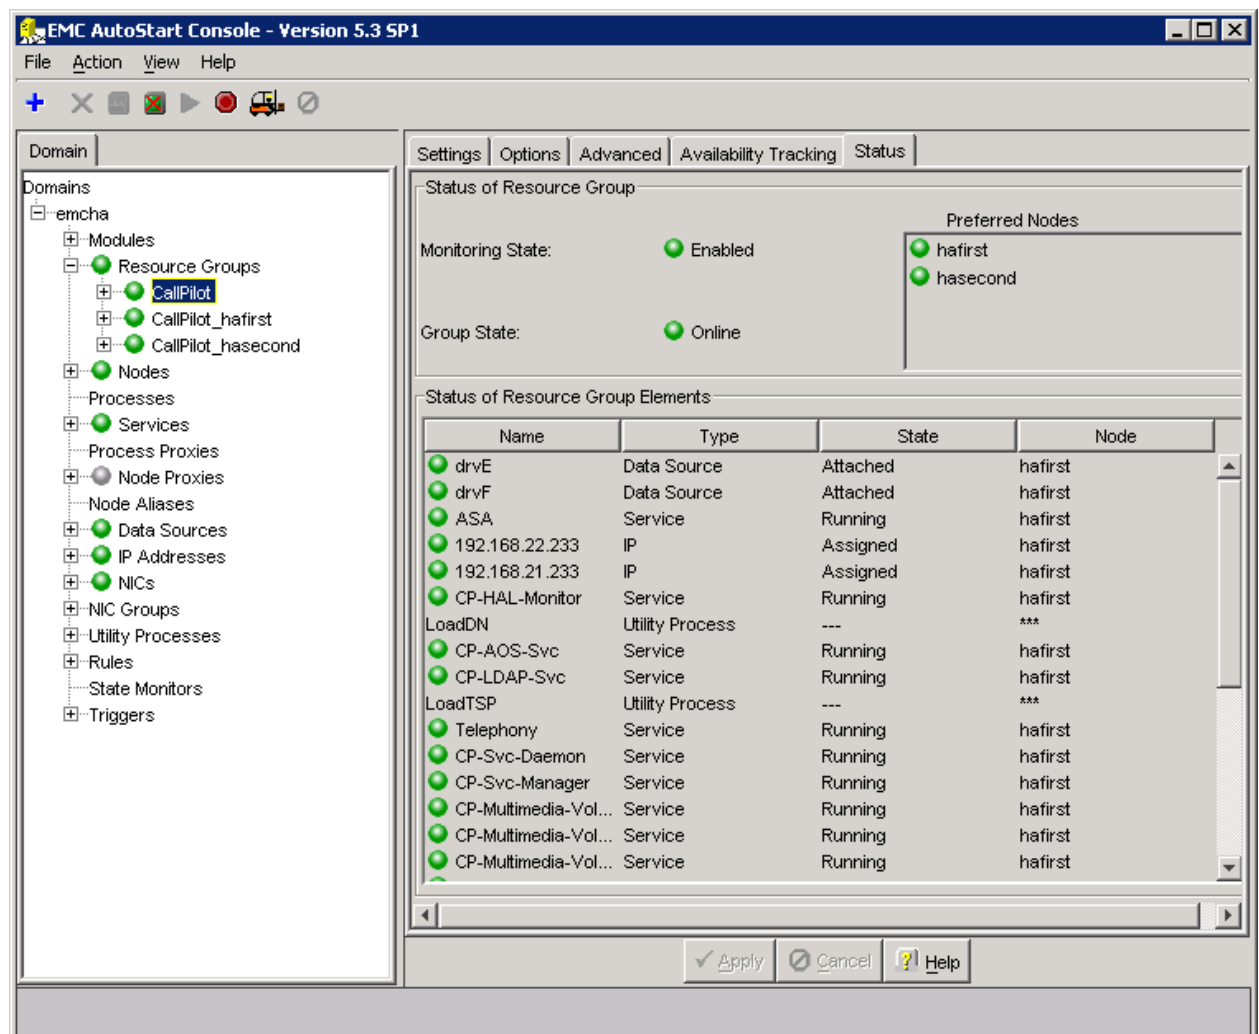 EMC AutoStart Console - Version 5.3 SP1
File Action View Help
Domain
Domains
emcha
Modules
Resource Groups
CallPilot
CallPilot_hafirst
CallPilot_hasecond
Nodes
Processes
Services
Process Proxies
Node Proxies
Node Aliases
Data Sources
IP Addresses
NICs
NIC Groups
Utility Processes
Rules
State Monitors
Triggers
Settings Options Advanced Availability Tracking Status
Status of Resource Group
Preferred Nodes
Monitoring State: Enabled hafirst
hasecond
Group State: Online
Status of Resource Group Elements
Name Type State Node
drvE Data Source Attached hafirst
drvF Data Source Attached hafirst
ASA Service Running hafirst
192.168.22.233 IP Assigned hafirst
192.168.21.233 IP Assigned hafirst
CP-HAL-Monitor Service Running hafirst
LoadDN Utility Process --- ***
CP-AOS-Svc Service Running hafirst
CP-LDAP-Svc Service Running hafirst
LoadTSP Utility Process --- ***
Telephony Service Running hafirst
CP-Svc-Daemon Service Running hafirst
CP-Svc-Manager Service Running hafirst
CP-Multimedia-Vol... Service Running hafirst
CP-Multimedia-Vol... Service Running hafirst
CP-Multimedia-Vol... Service Running hafirst
Apply Cancel Help